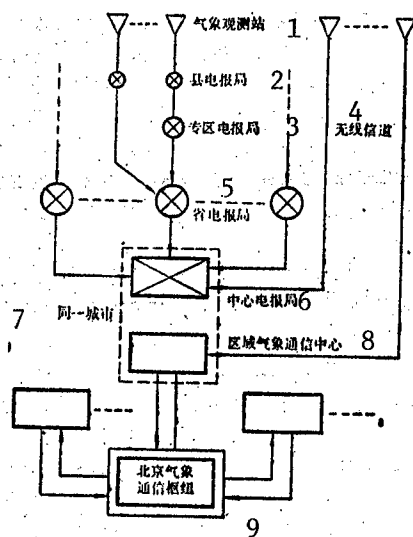 气象观测站 1
县电报局 2
专区电报局 3
4
无线信道
5
省电报局
中心电报局 6
同一城市
7
区域气象通信中心 8
北京气象
通信枢纽
9